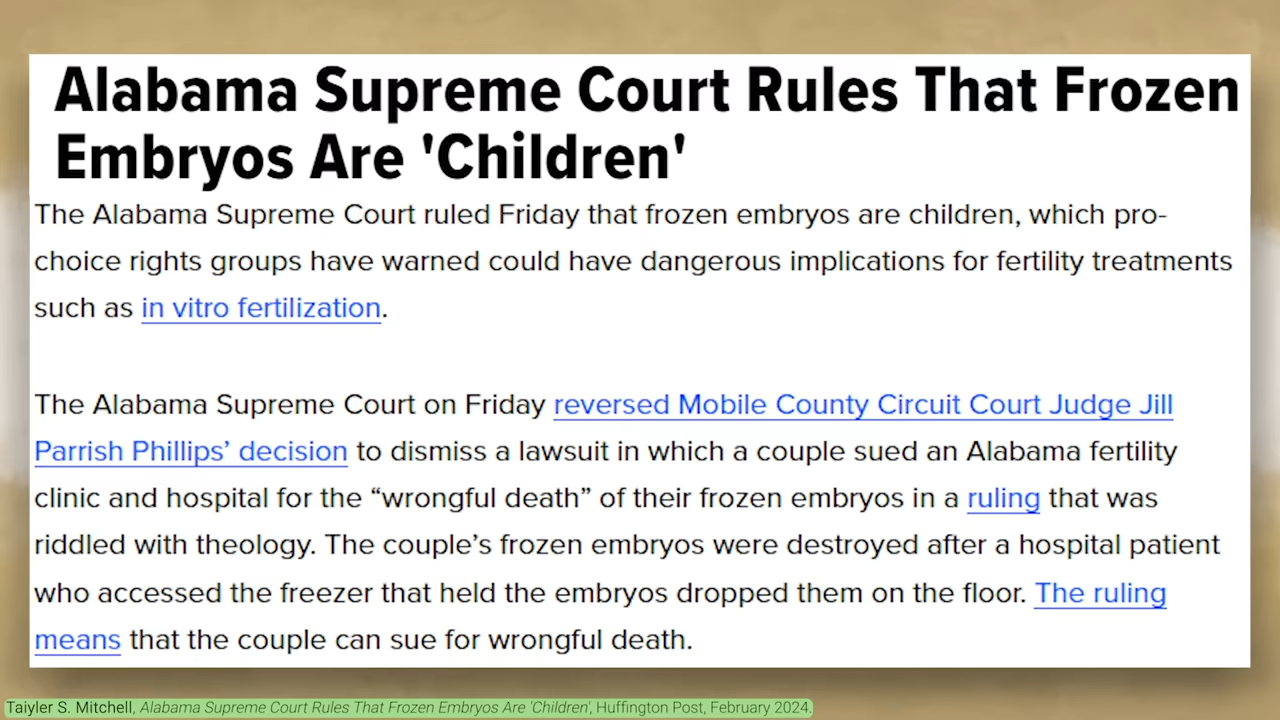 Alabama Supreme Court Rules That Frozen
Embryos Are 'Children'
The Alabama Supreme Court ruled Friday that frozen embryos are children, which pro-
choice rights groups have warned could have dangerous implications for fertility treatments
such as in vitro fertilization.
The Alabama Supreme Court on Friday reversed Mobile County Circuit Court Judge Jill
Parrish Phillips’ decision to dismiss a lawsuit in which a couple sued an Alabama fertility
clinic and hospital for the “wrongful death” of their frozen embryos in a ruling that was
riddled with theology. The couple’s frozen embryos were destroyed after a hospital patient
who accessed the freezer that held the embryos dropped them on the floor. The ruling
means that the couple can sue for wrongful death.
Taiyler S. Mitchell, Alabama Supreme Court Rules That Frozen Embryos Are 'Children', Huffington Post, February 2024.